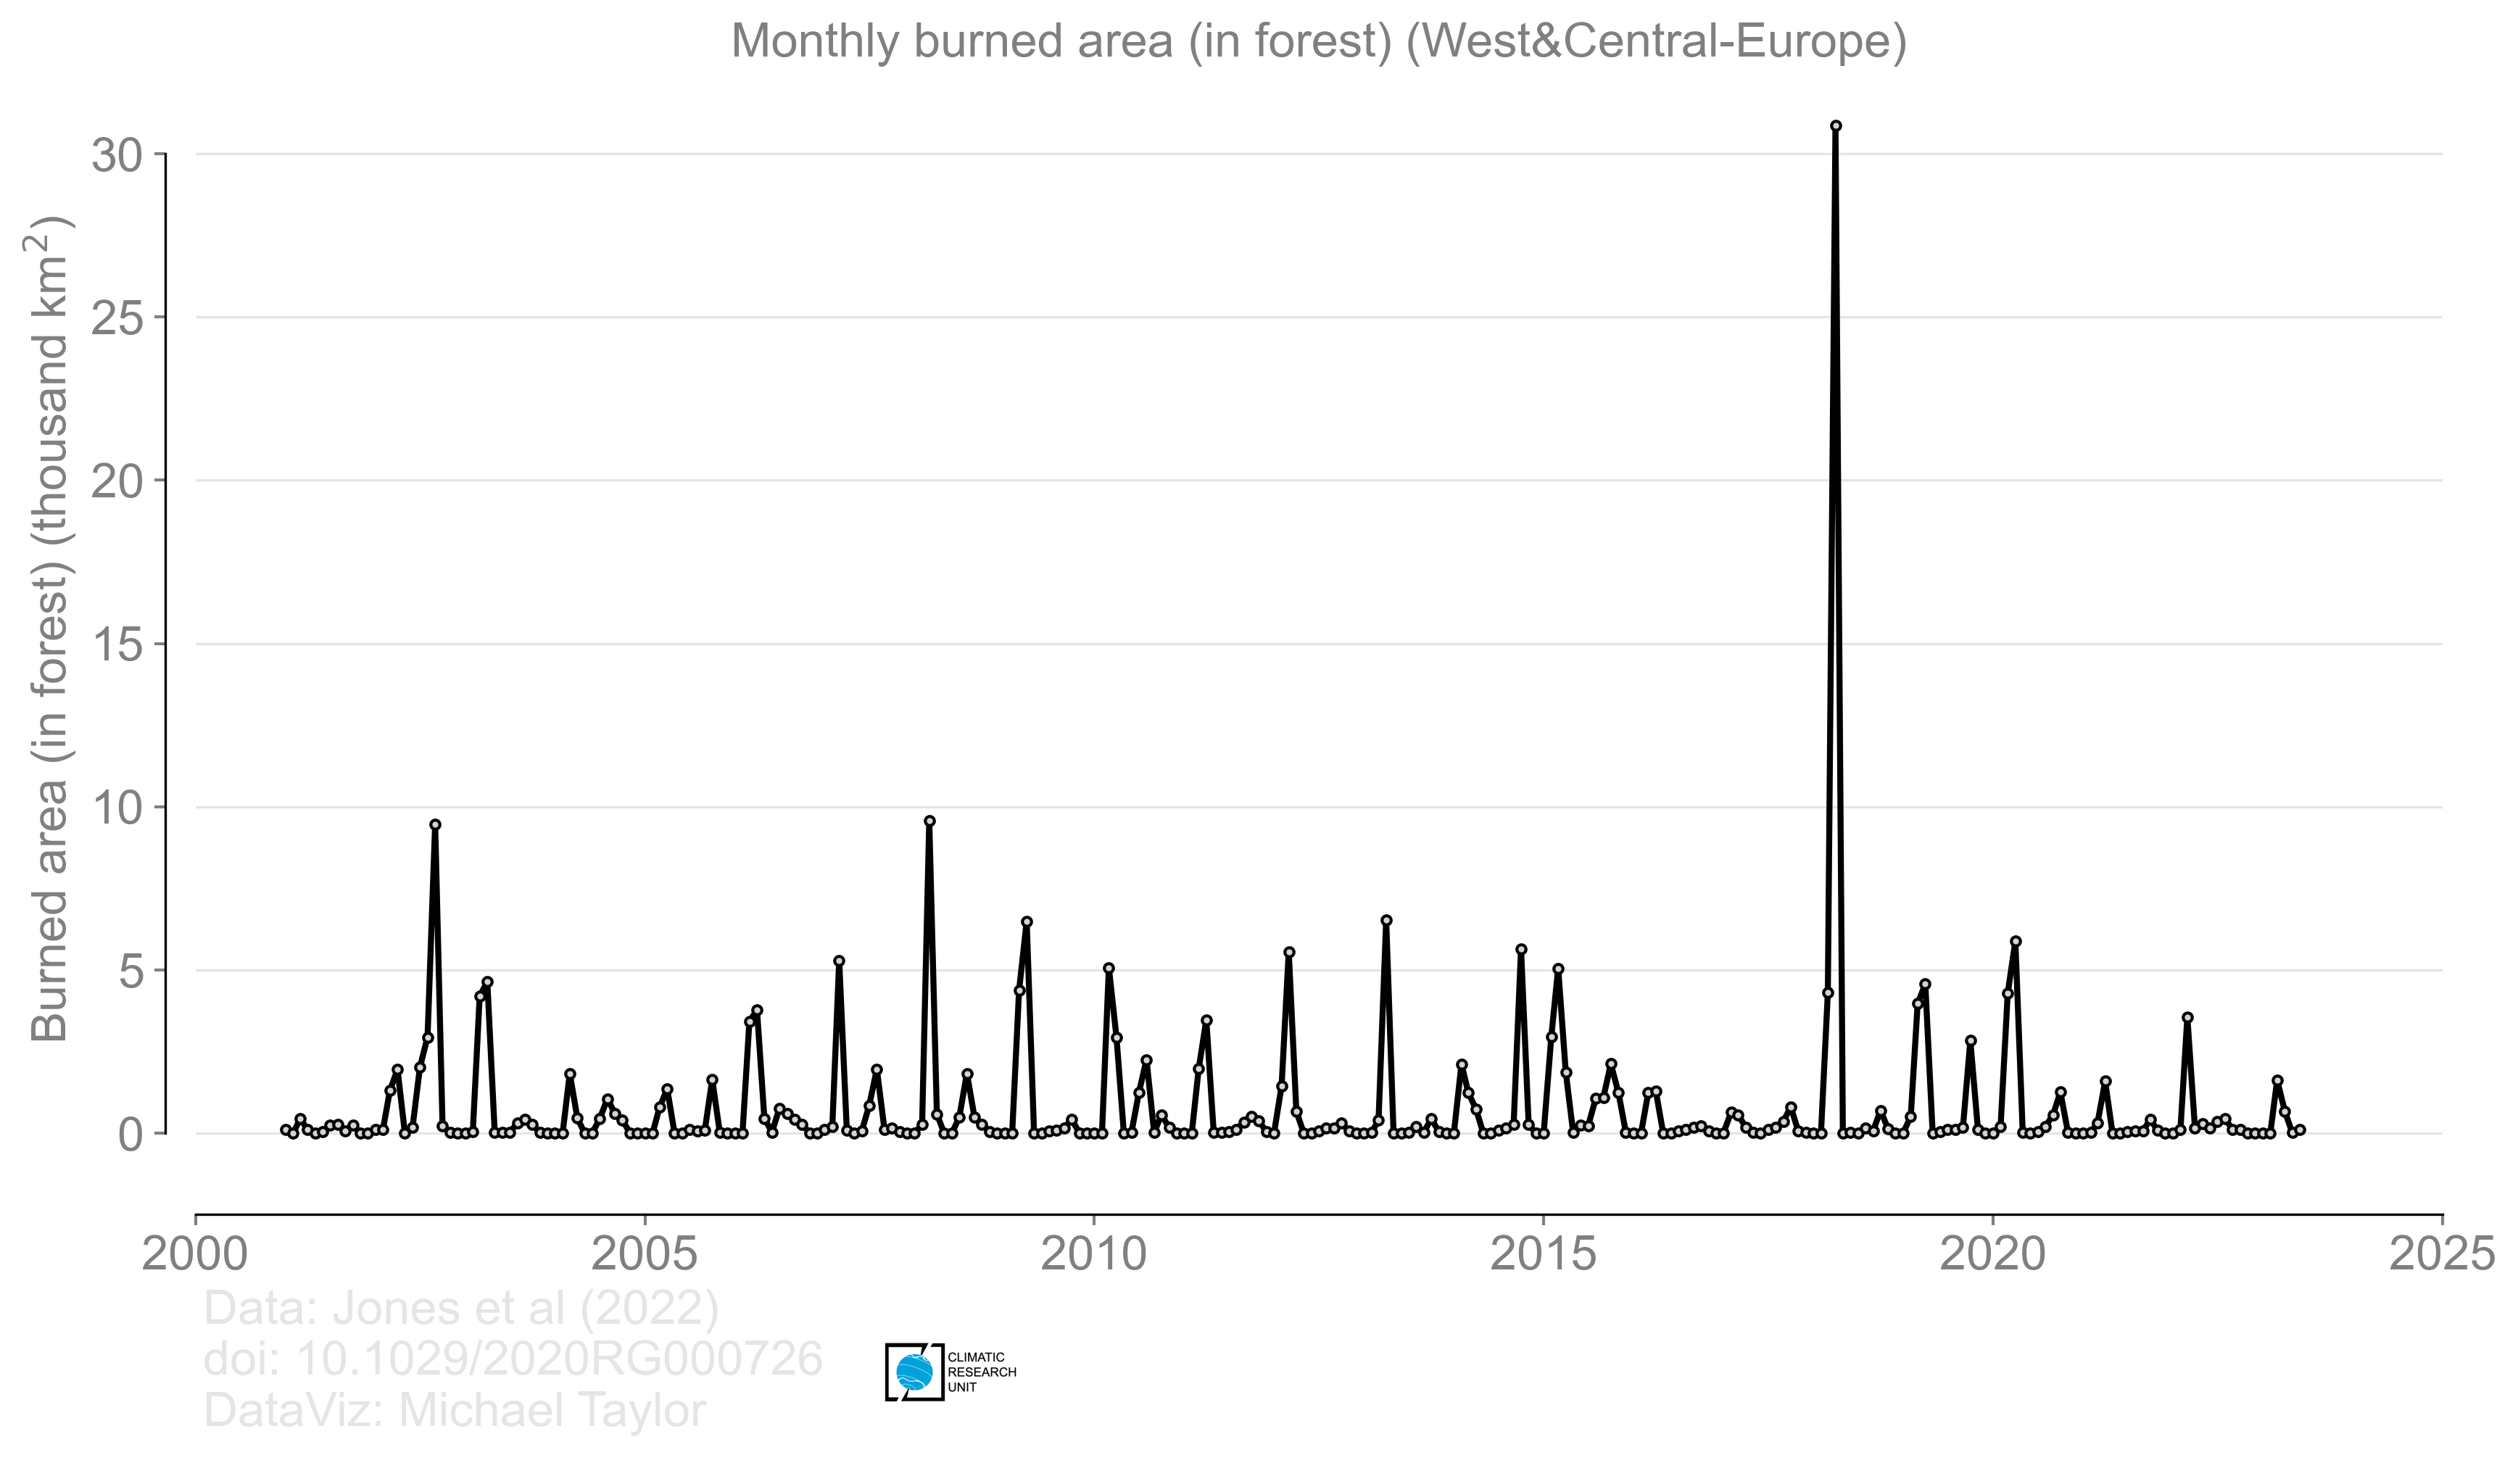 Monthly burned area (in forest) (West&Central-Europe)
Burned area (in forest) (thousand km²)
30
25
20
15
10
5
0
2000 2005 2010 2015 2020 2025
Data: Jones et al (2022)
doi: 10.1029/2020RG000726
DataViz: Michael Taylor
CLIMATIC
RESEARCH
UNIT